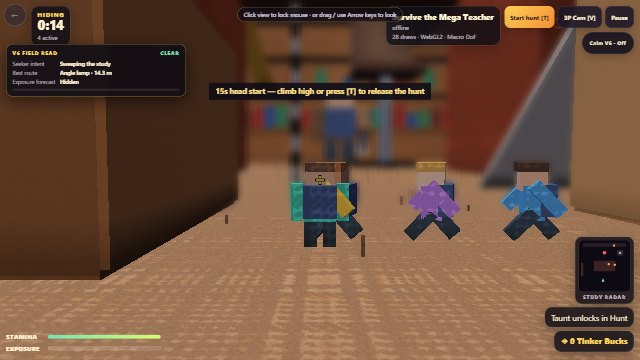 ←
HIDING
0:14
4 active
Click view to lock mouse · or drag / use Arrow keys to look
rvive the Mega Teacher
offline
28 draws · WebGL2 · Macro DoF
Start hunt [T]
3P Cam [V]
Pause
Calm V6 · Off
V6 FIELD READ
CLEAR
Seeker intent Sweeping the study
Best route Angle lamp · 14.5 m
Exposure forecast Hidden
15s head start — climb high or press [T] to release the hunt
STUDY RADAR
Taunt unlocks in Hunt
0 Tinker Bucks
STAMINA
EXPOSURE